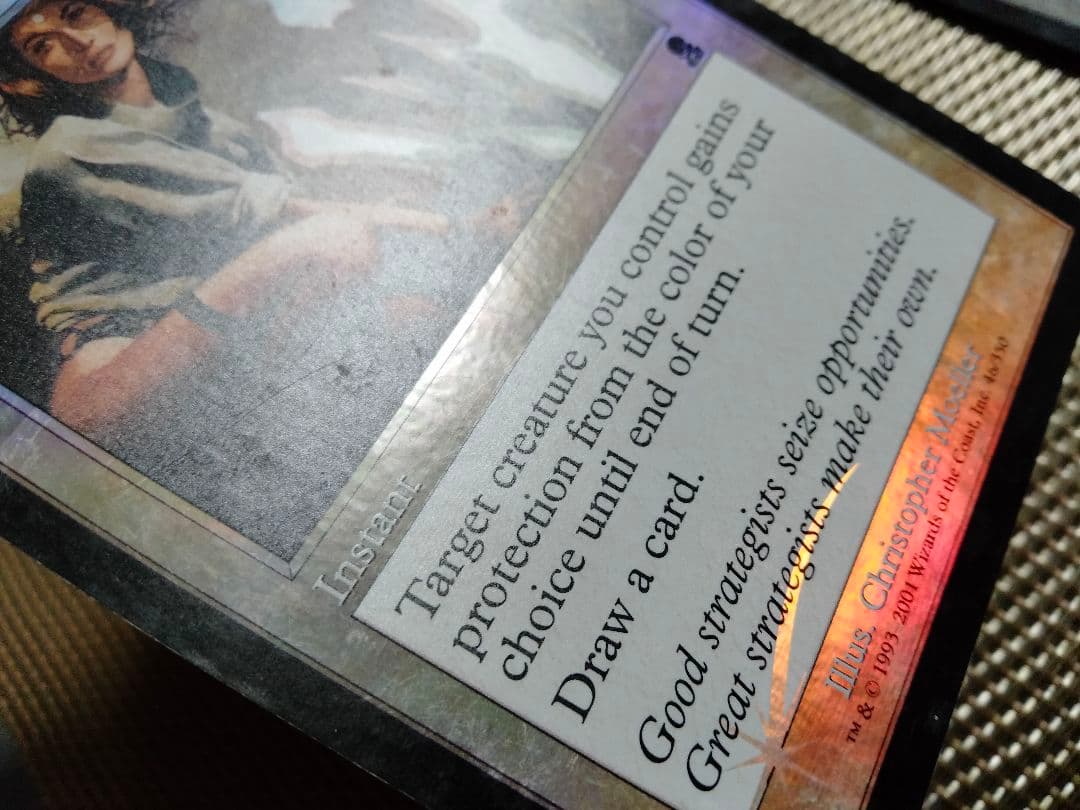 Instant
Target creature you control gains
protection from the color of your
choice until end of turn.
Draw a card.
Good strategists seize opportunities.
Great strategists make their own.
Illus. Christopher Moeller
™ & © 1993-2001 Wizards of the Coast, Inc. 46/350